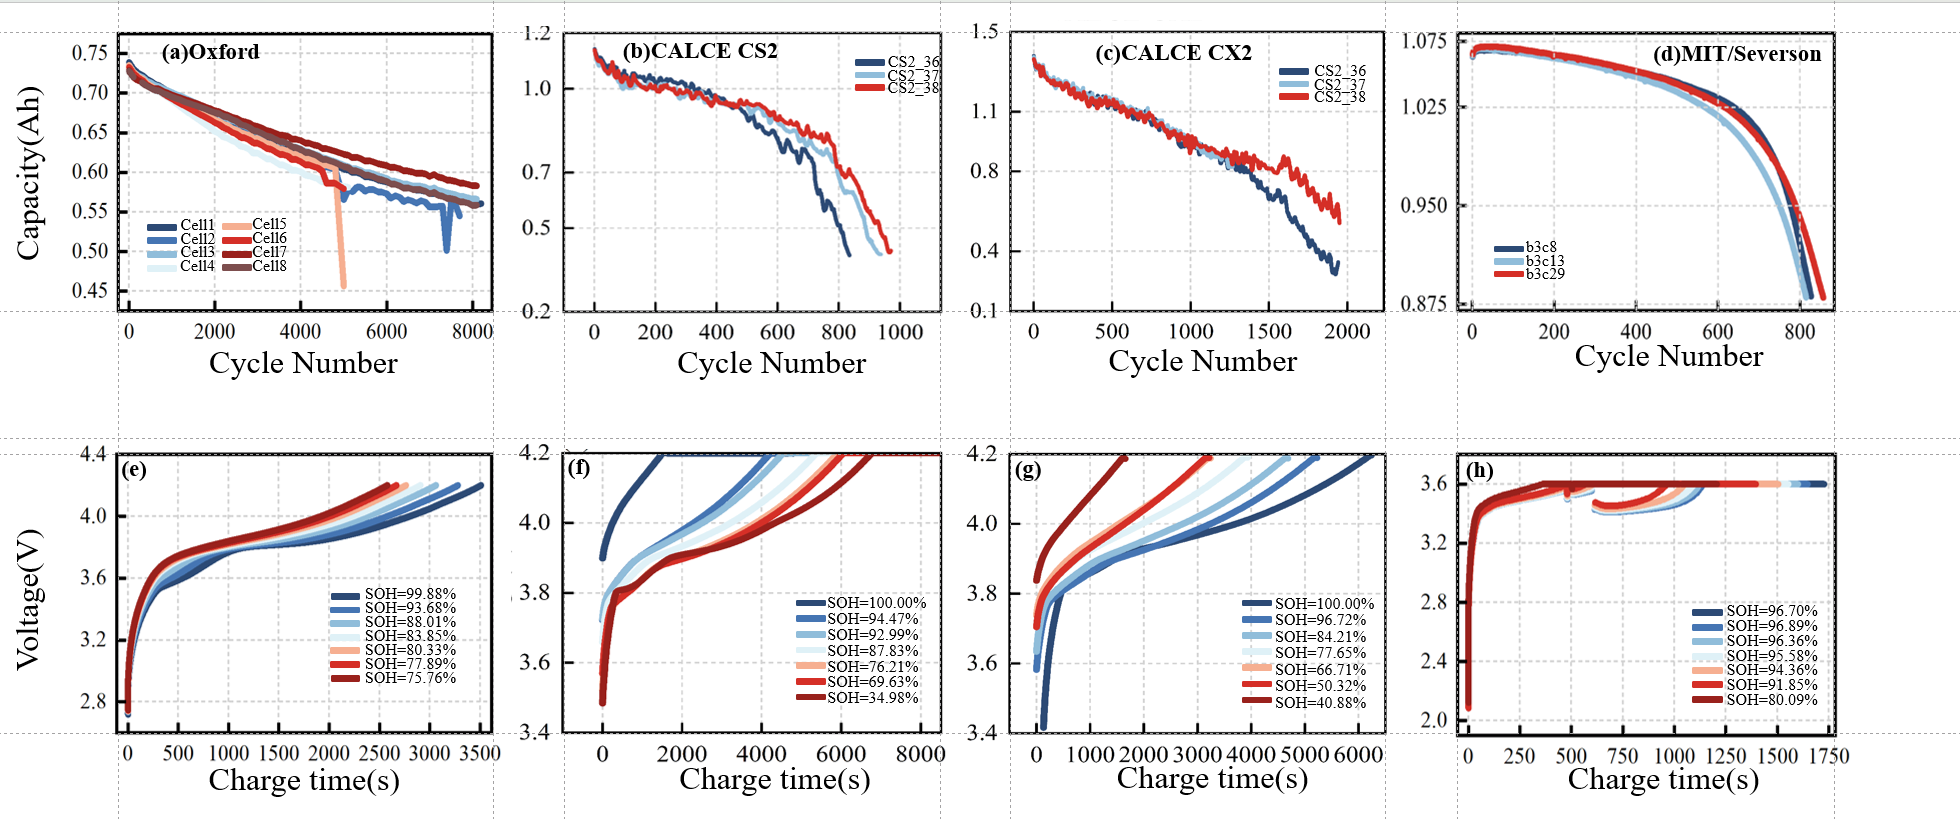 Capacity(Ah)
(a)Oxford
0.75
0.70
0.65
0.60
0.55
0.50
0.45
Cell1
Cell2
Cell3
Cell4
Cell5
Cell6
Cell7
Cell8
0 2000 4000 6000 8000
Cycle Number
(b)CALCE CS2
1.2
1.0
0.7
0.5
0.2
CS2_36
CS2_37
CS2_38
0 200 400 600 800 1000
Cycle Number
(c)CALCE CX2
1.5
1.1
0.8
0.4
0.1
CS2_36
CS2_37
CS2_38
0 500 1000 1500 2000
Cycle Number
(d)MIT/Severson
1.075
1.025
0.950
0.875
b3c8
b3c13
b3c29
0 200 400 600 800
Cycle Number
Voltage(V)
(e)
4.4
4.0
3.6
3.2
2.8
SOH=99.88%
SOH=93.68%
SOH=88.01%
SOH=83.85%
SOH=80.33%
SOH=77.89%
SOH=75.76%
0 500 1000 1500 2000 2500 3000 3500
Charge time(s)
(f)
4.2
4.0
3.8
3.6
3.4
SOH=100.00%
SOH=94.47%
SOH=92.99%
SOH=87.83%
SOH=76.21%
SOH=69.63%
SOH=34.98%
0 2000 4000 6000 8000
Charge time(s)
(g)
4.2
4.0
3.8
3.6
3.4
SOH=100.00%
SOH=96.72%
SOH=84.21%
SOH=77.65%
SOH=66.71%
SOH=50.32%
SOH=40.88%
0 1000 2000 3000 4000 5000 6000
Charge time(s)
(h)
3.6
3.2
2.8
2.4
2.0
SOH=96.70%
SOH=96.89%
SOH=96.36%
SOH=95.58%
SOH=94.36%
SOH=91.85%
SOH=80.09%
0 250 500 750 1000 1250 1500 1750
Charge time(s)